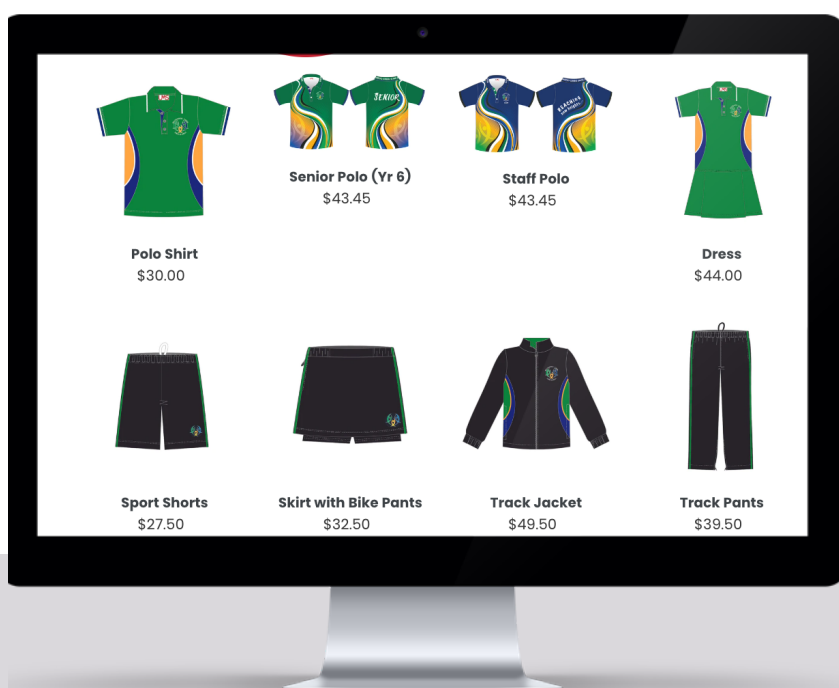 SENIOR
Senior Polo (Yr 6)
$43.45
Staff Polo
$43.45
Polo Shirt
$30.00
Dress
$44.00
Sport Shorts
$27.50
Skirt with Bike Pants
$32.50
Track Jacket
$49.50
Track Pants
$39.50